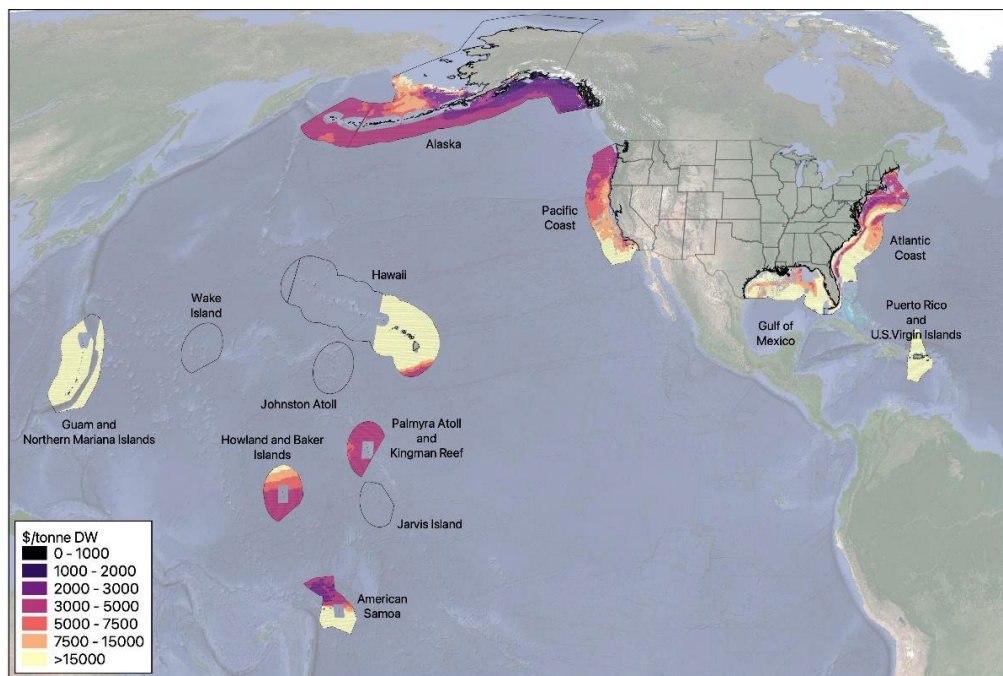 Alaska
Pacific
Coast
Atlantic
Coast
Hawaii
Wake
Island
Puerto Rico
and
U.S.Virgin Islands
Gulf of
Mexico
Johnston Atoll
Guam and
Northern Mariana Islands
Howland and Baker
Islands
Palmyra Atoll
and
Kingman Reef
Jarvis Island
American
Samoa
$/tonne DW
0 - 1000
1000 - 2000
2000 - 3000
3000 - 5000
5000 - 7500
7500 - 15000
>15000